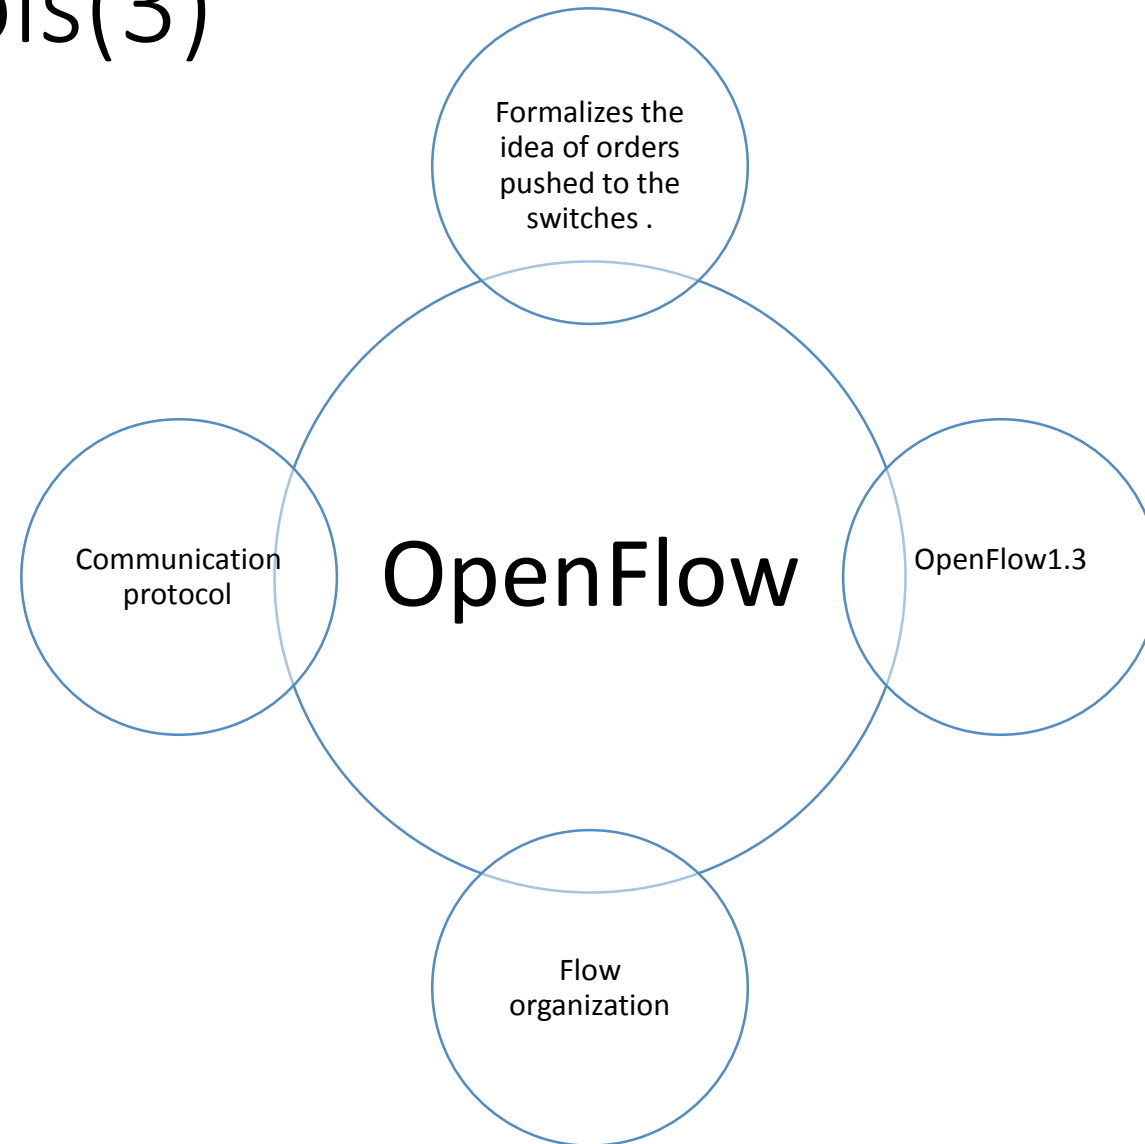 Formalizes the
idea of orders
pushed to the
switches .
Communication
protocol
OpenFlow
OpenFlow1.3
Flow
organization